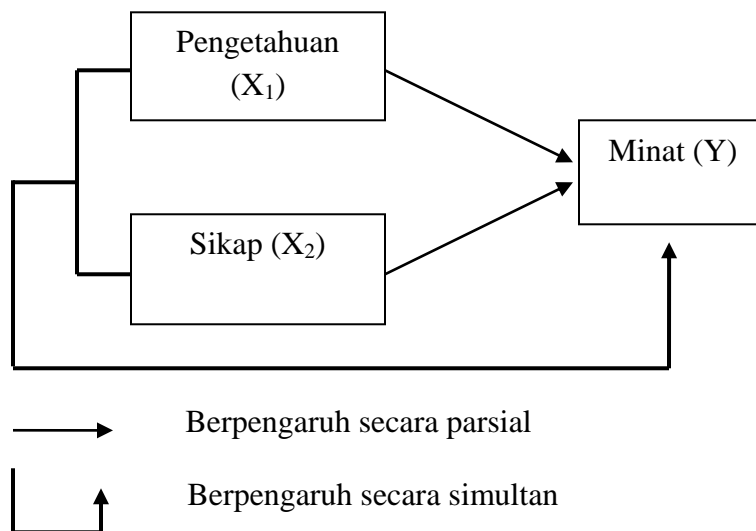 Pengetahuan
(X₁)
Minat (Y)
Sikap (X₂)
Berpengaruh secara parsial
Berpengaruh secara simultan